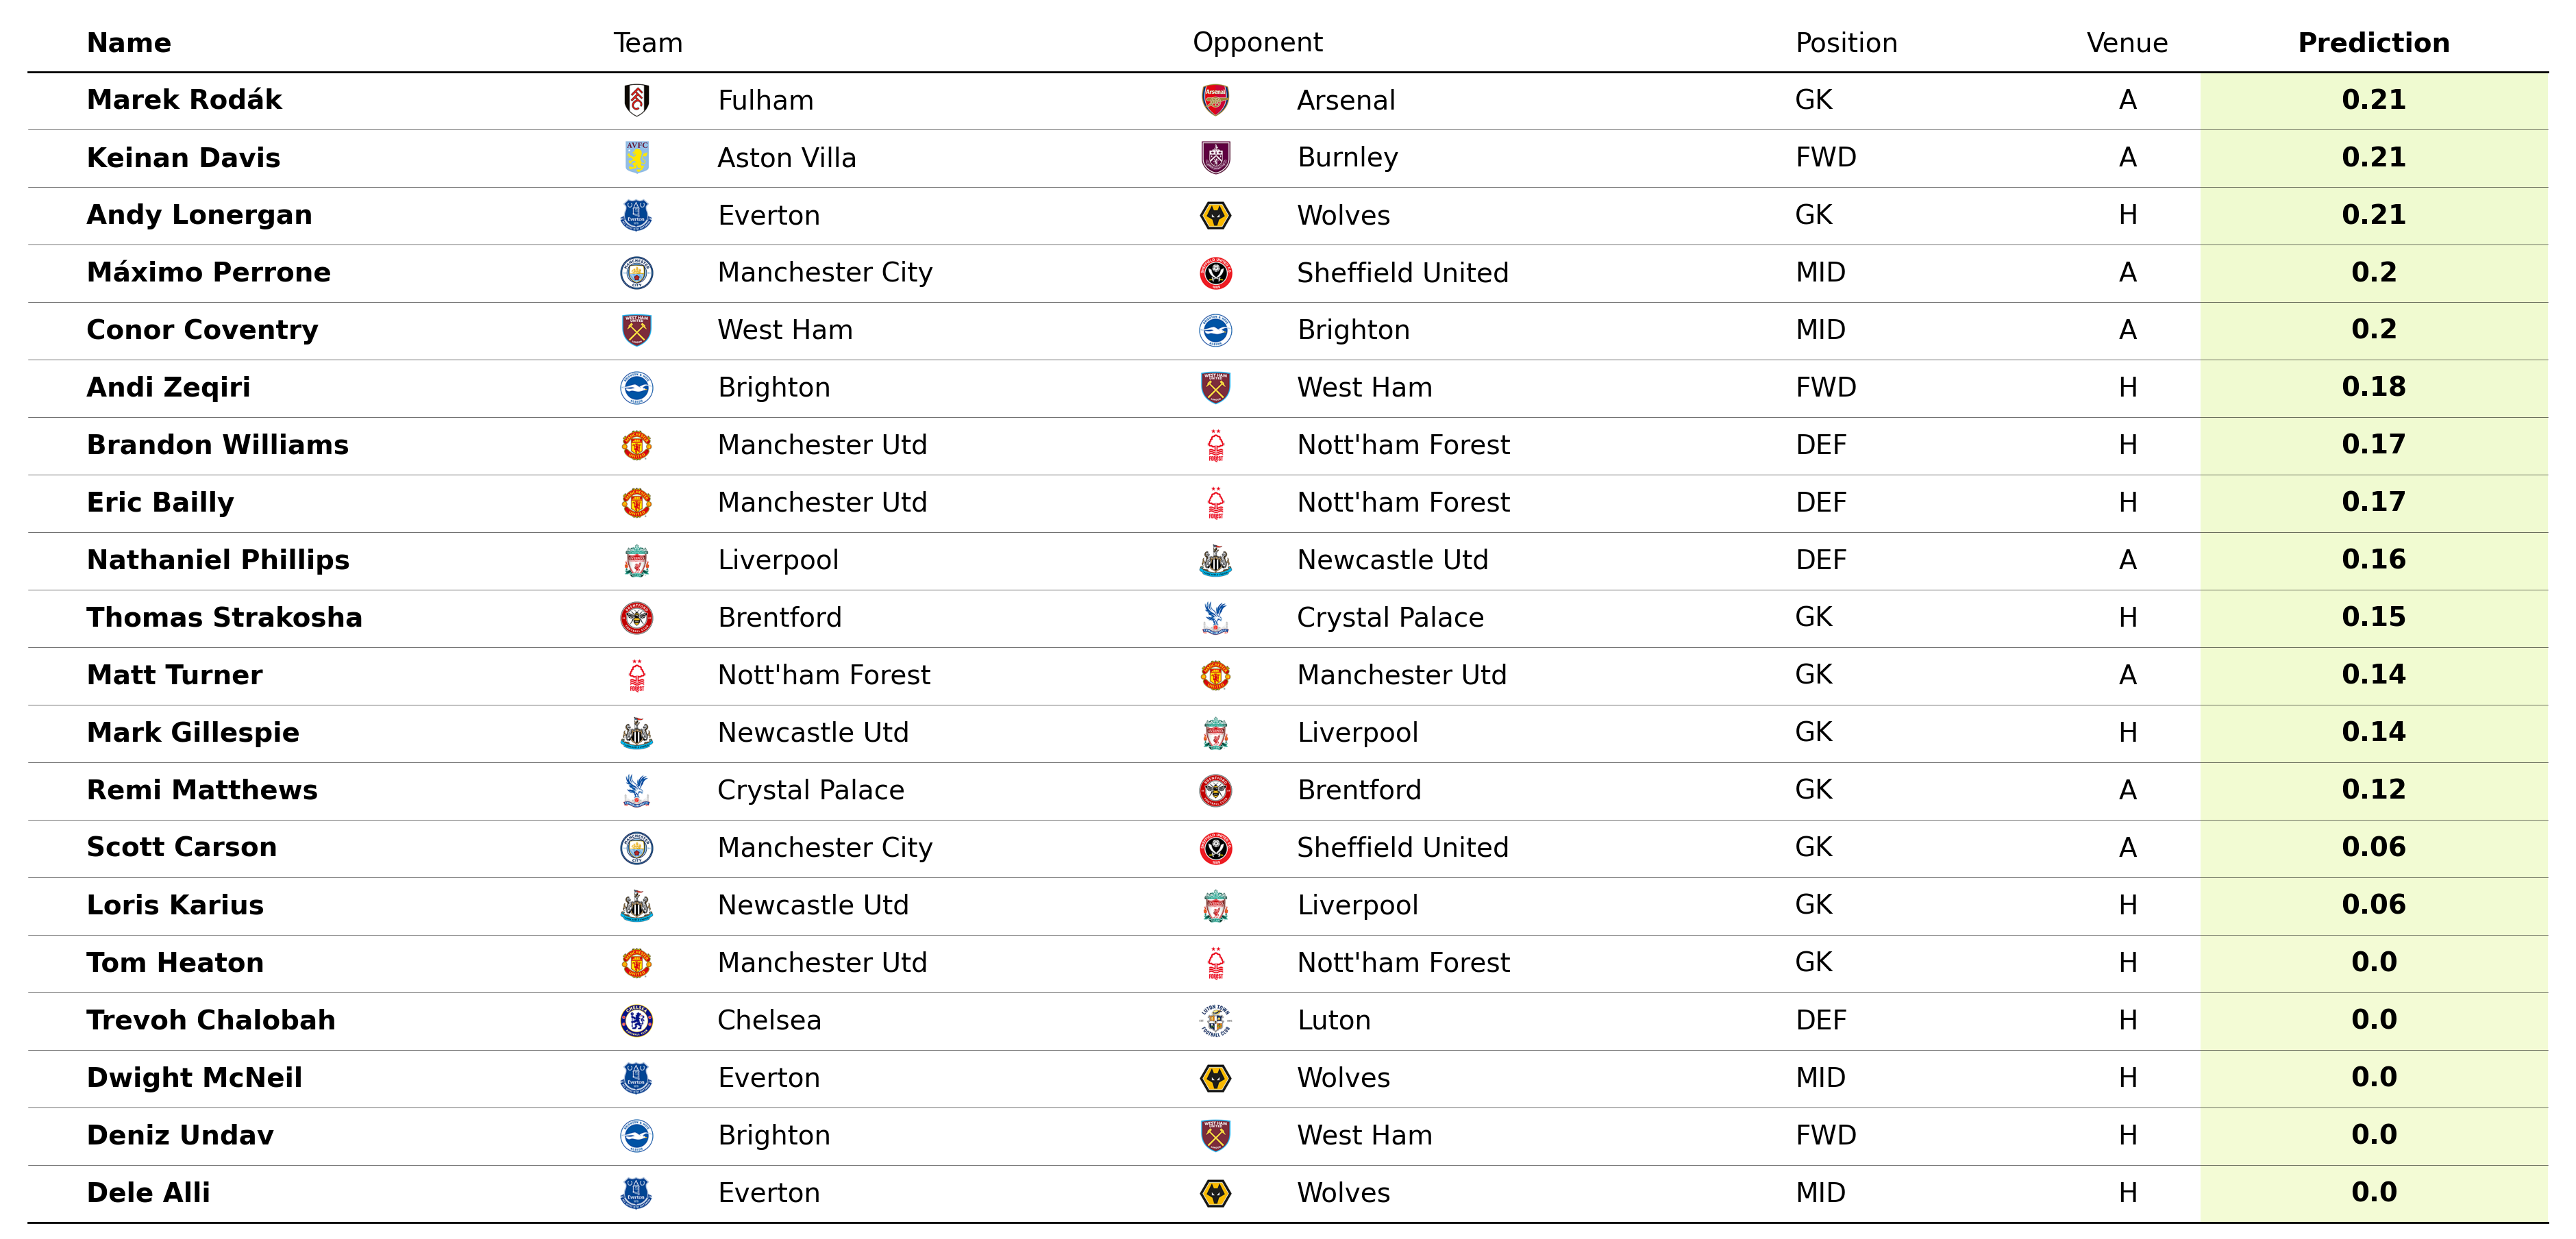 Name Team Opponent Position Venue Prediction
Marek Rodák Fulham Arsenal GK A 0.21
Keinan Davis Aston Villa Burnley FWD A 0.21
Andy Lonergan Everton Wolves GK H 0.21
Máximo Perrone Manchester City Sheffield United MID A 0.2
Conor Coventry West Ham Brighton MID A 0.2
Andi Zeqiri Brighton West Ham FWD H 0.18
Brandon Williams Manchester Utd Nott'ham Forest DEF H 0.17
Eric Bailly Manchester Utd Nott'ham Forest DEF H 0.17
Nathaniel Phillips Liverpool Newcastle Utd DEF A 0.16
Thomas Strakosha Brentford Crystal Palace GK H 0.15
Matt Turner Nott'ham Forest Manchester Utd GK A 0.14
Mark Gillespie Newcastle Utd Liverpool GK H 0.14
Remi Matthews Crystal Palace Brentford GK A 0.12
Scott Carson Manchester City Sheffield United GK A 0.06
Loris Karius Newcastle Utd Liverpool GK H 0.06
Tom Heaton Manchester Utd Nott'ham Forest GK H 0.0
Trevoh Chalobah Chelsea Luton DEF H 0.0
Dwight McNeil Everton Wolves MID H 0.0
Deniz Undav Brighton West Ham FWD H 0.0
Dele Alli Everton Wolves MID H 0.0